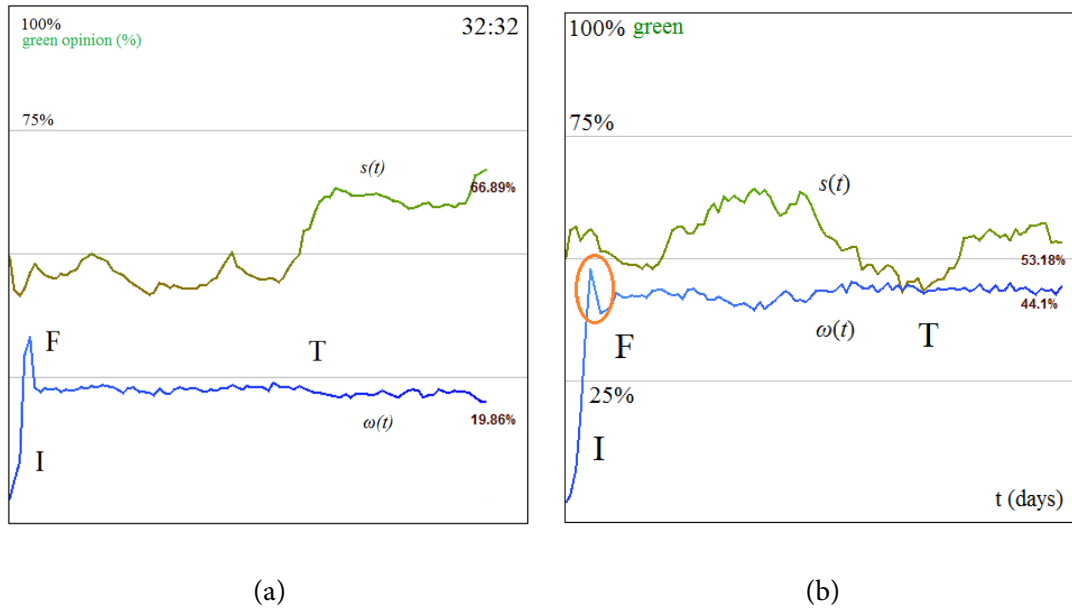 100%
green opinion (%)
32:32
75%
s(t)
66.89%
F
T
ω(t)
19.86%
I
(a)
100% green
75%
s(t)
53.18%
44.1%
F
ω(t)
T
25%
I
t (days)
(b)